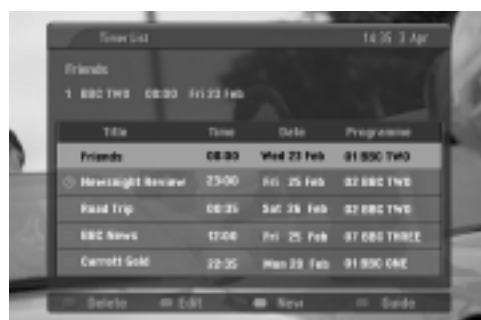 Timer List 14:35 3 Apr
Friends
1 BBC TWO 08:00 Fri 23 Feb
Title Time Date Programme
Friends 08:00 Wed 23 Feb 01 BBC TWO
Newsnight Review 23:00 Fri 25 Feb 02 BBC TWO
Road Trip 00:35 Sat 26 Feb 02 BBC TWO
BBC News 12:00 Fri 25 Feb 07 BBC THREE
Carrott Gold 22:35 Mon 28 Feb 01 BBC ONE
Delete Edit New Guide